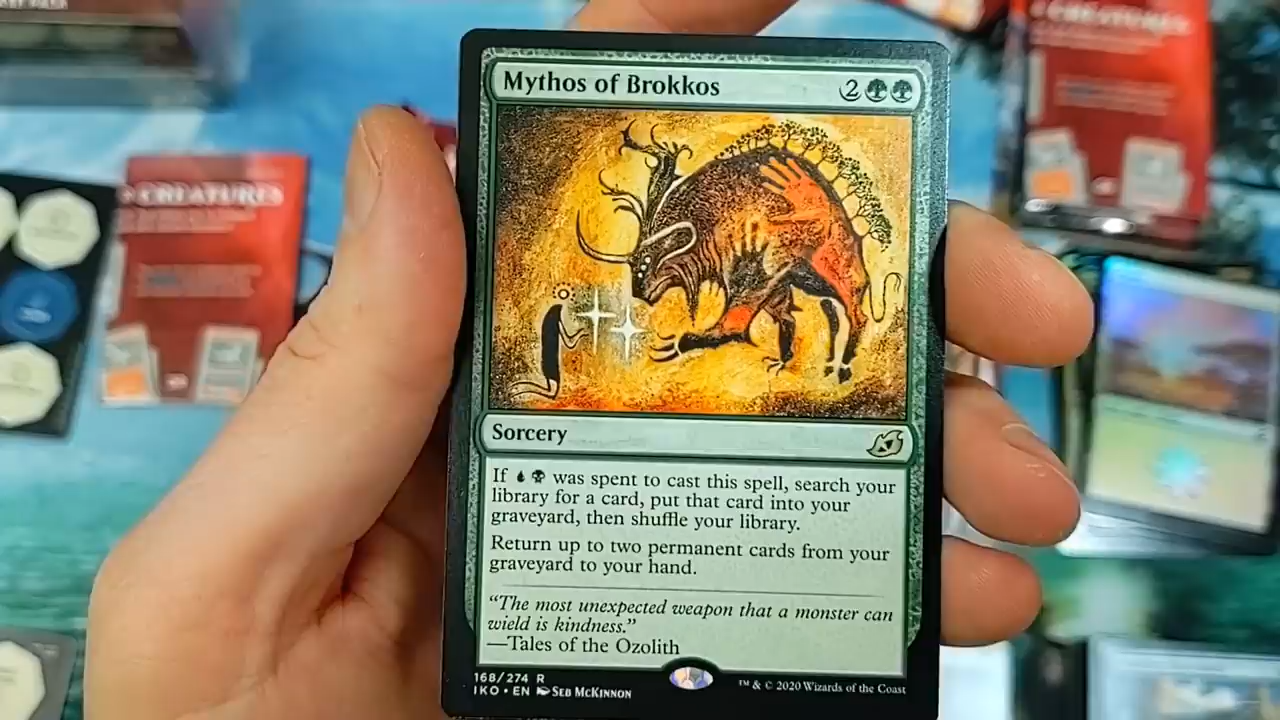 Mythos of Brokkos 2
CREATURES
CREATURES
Sorcery
If was spent to cast this spell, search your
library for a card, put that card into your
graveyard, then shuffle your library.
Return up to two permanent cards from your
graveyard to your hand.
“The most unexpected weapon that a monster can
wield is kindness.”
—Tales of the Ozolith
168/274 R
IKO • EN Seb McKinnon
™ & © 2020 Wizards of the Coast